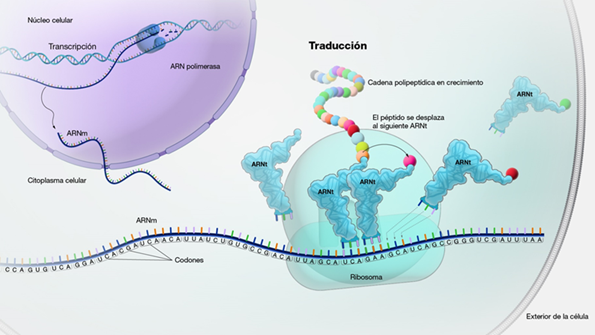 Núcleo celular
Transcripción
ARN polimerasa
ARNm
Citoplasma celular
Traducción
Cadena polipeptídica en crecimiento
El péptido se desplaza
al siguiente ARNt
ARNt
ARNt
ARNt
ARNt
ARNt
ARNm
CCAGUGUCAGGAUCACGAUCAACAUUAUCUGUGCCGACAUUAGCAUCAGAAGCAUCAGCCGGGUCGAUUUAA
Codones
Ribosoma
Exterior de la célula